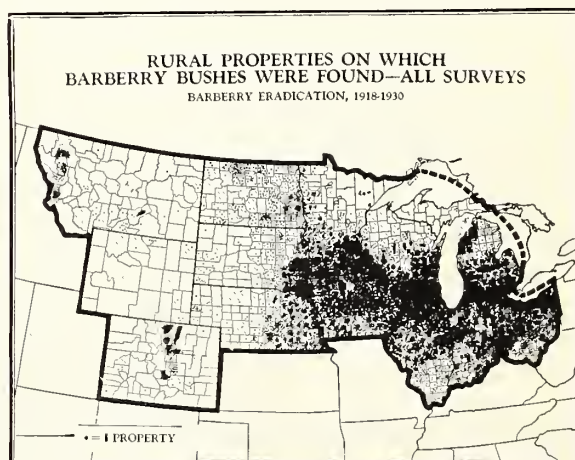 RURAL PROPERTIES ON WHICH
BARBERRY BUSHES WERE FOUND—ALL SURVEYS
BARBERRY ERADICATION, 1918-1930
• = 1 PROPERTY